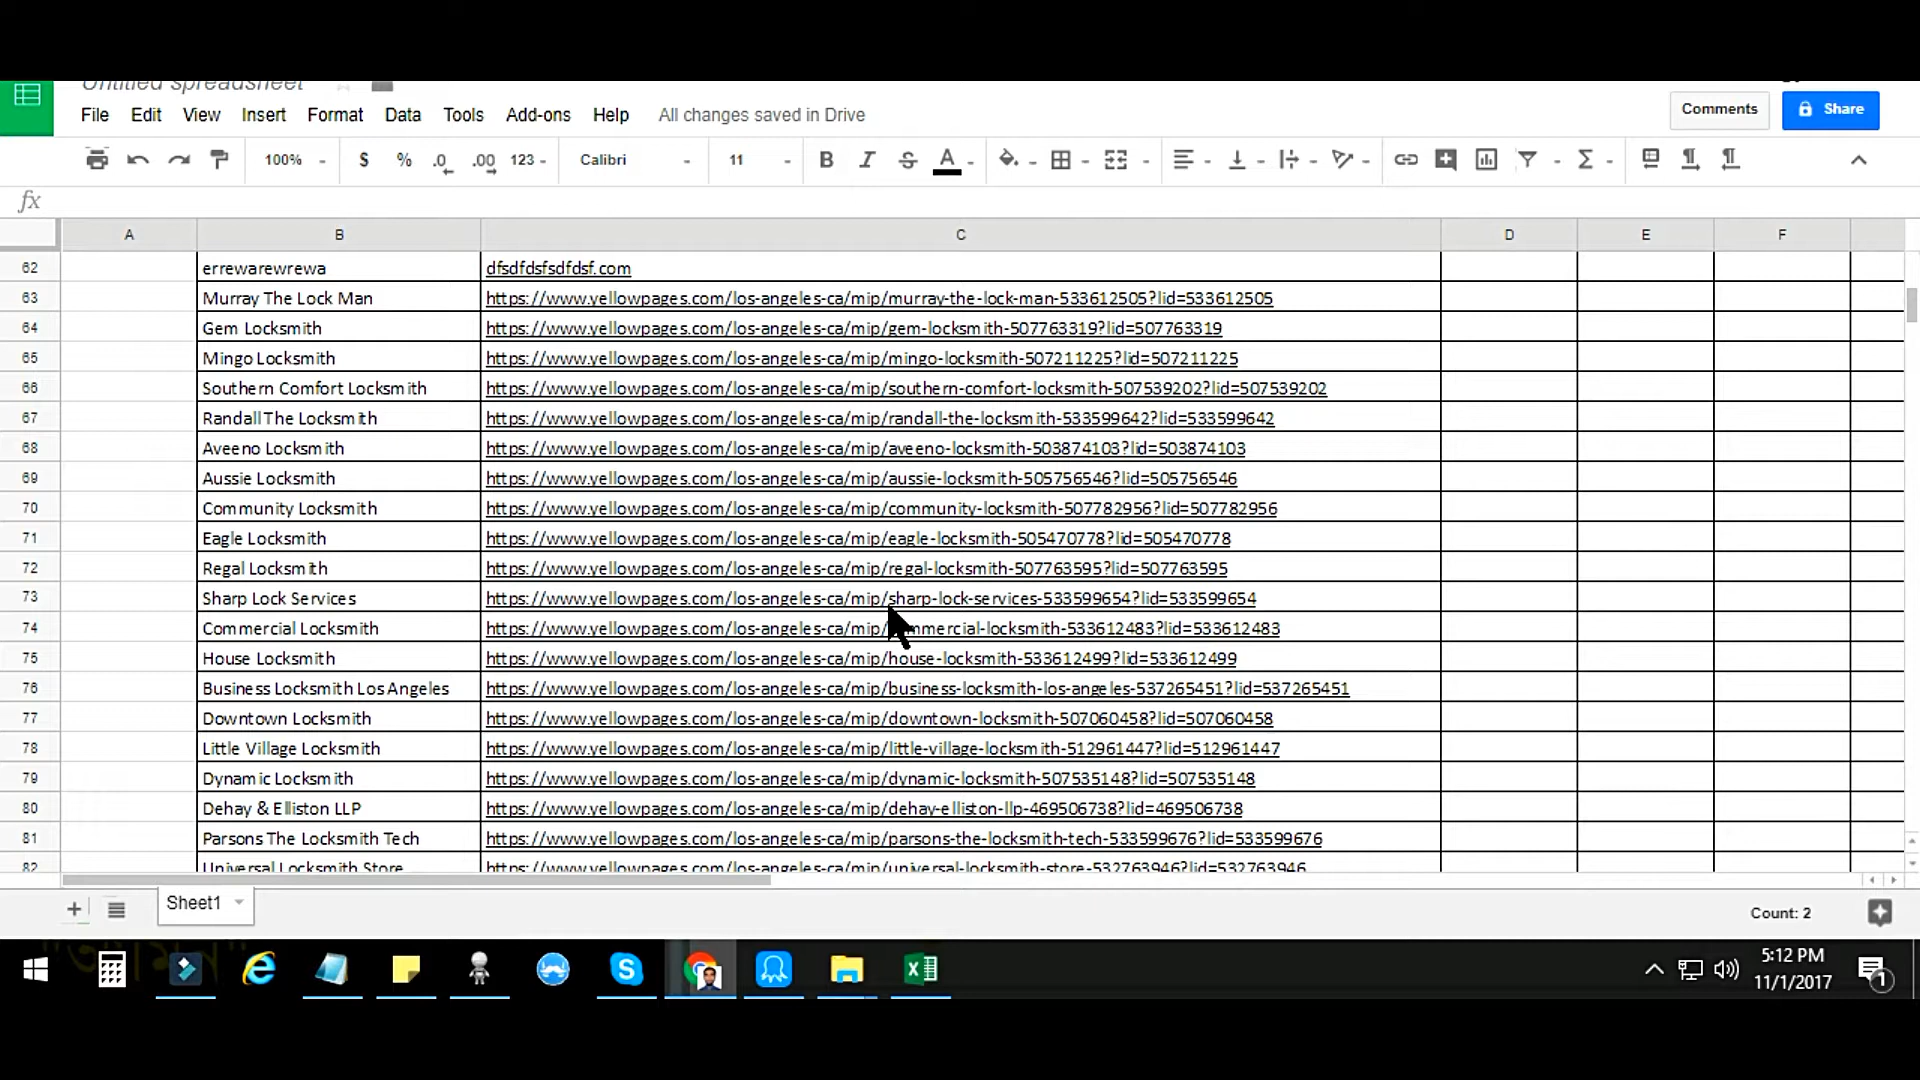 Untitled spreadsheet
File Edit View Insert Format Data Tools Add-ons Help All changes saved in Drive Comments Share
100% $ % .0 .00 123 Calibri 11 B I S A Σ
fx
A B C D E F
62 errewarewrewa dfsdfdsfsdfdsf.com
63 Murray The Lock Man https://www.yellowpages.com/los-angeles-ca/mip/murray-the-lock-man-533612505?lid=533612505
64 Gem Locksmith https://www.yellowpages.com/los-angeles-ca/mip/gem-locksmith-507763319?lid=507763319
65 Mingo Locksmith https://www.yellowpages.com/los-angeles-ca/mip/mingo-locksmith-507211225?lid=507211225
66 Southern Comfort Locksmith https://www.yellowpages.com/los-angeles-ca/mip/southern-comfort-locksmith-507539202?lid=507539202
67 Randall The Locksmith https://www.yellowpages.com/los-angeles-ca/mip/randall-the-locksmith-533599642?lid=533599642
68 Aveeno Locksmith https://www.yellowpages.com/los-angeles-ca/mip/aveeno-locksmith-503874103?lid=503874103
69 Aussie Locksmith https://www.yellowpages.com/los-angeles-ca/mip/aussie-locksmith-505756546?lid=505756546
70 Community Locksmith https://www.yellowpages.com/los-angeles-ca/mip/community-locksmith-507782956?lid=507782956
71 Eagle Locksmith https://www.yellowpages.com/los-angeles-ca/mip/eagle-locksmith-505470778?lid=505470778
72 Regal Locksmith https://www.yellowpages.com/los-angeles-ca/mip/regal-locksmith-507763595?lid=507763595
73 Sharp Lock Services https://www.yellowpages.com/los-angeles-ca/mip/sharp-lock-services-533599654?lid=533599654
74 Commercial Locksmith https://www.yellowpages.com/los-angeles-ca/mip/ mmercial-locksmith-533612483?lid=533612483
75 House Locksmith https://www.yellowpages.com/los-angeles-ca/mip/house-locksmith-533612499?lid=533612499
76 Business Locksmith Los Angeles https://www.yellowpages.com/los-angeles-ca/mip/business-locksmith-los-angeles-537265451?lid=537265451
77 Downtown Locksmith https://www.yellowpages.com/los-angeles-ca/mip/downtown-locksmith-507060458?lid=507060458
78 Little Village Locksmith https://www.yellowpages.com/los-angeles-ca/mip/little-village-locksmith-512961447?lid=512961447
79 Dynamic Locksmith https://www.yellowpages.com/los-angeles-ca/mip/dynamic-locksmith-507535148?lid=507535148
80 Dehay & Elliston LLP https://www.yellowpages.com/los-angeles-ca/mip/dehay-elliston-llp-469506738?lid=469506738
81 Parsons The Locksmith Tech https://www.yellowpages.com/los-angeles-ca/mip/parsons-the-locksmith-tech-533599676?lid=533599676
82 Universal Locksmith Store https://www.yellowpages.com/los-angeles-ca/mip/universal-locksmith-store-532763946?lid=532763946
Sheet1 Count: 2
5:12 PM
11/1/2017
1